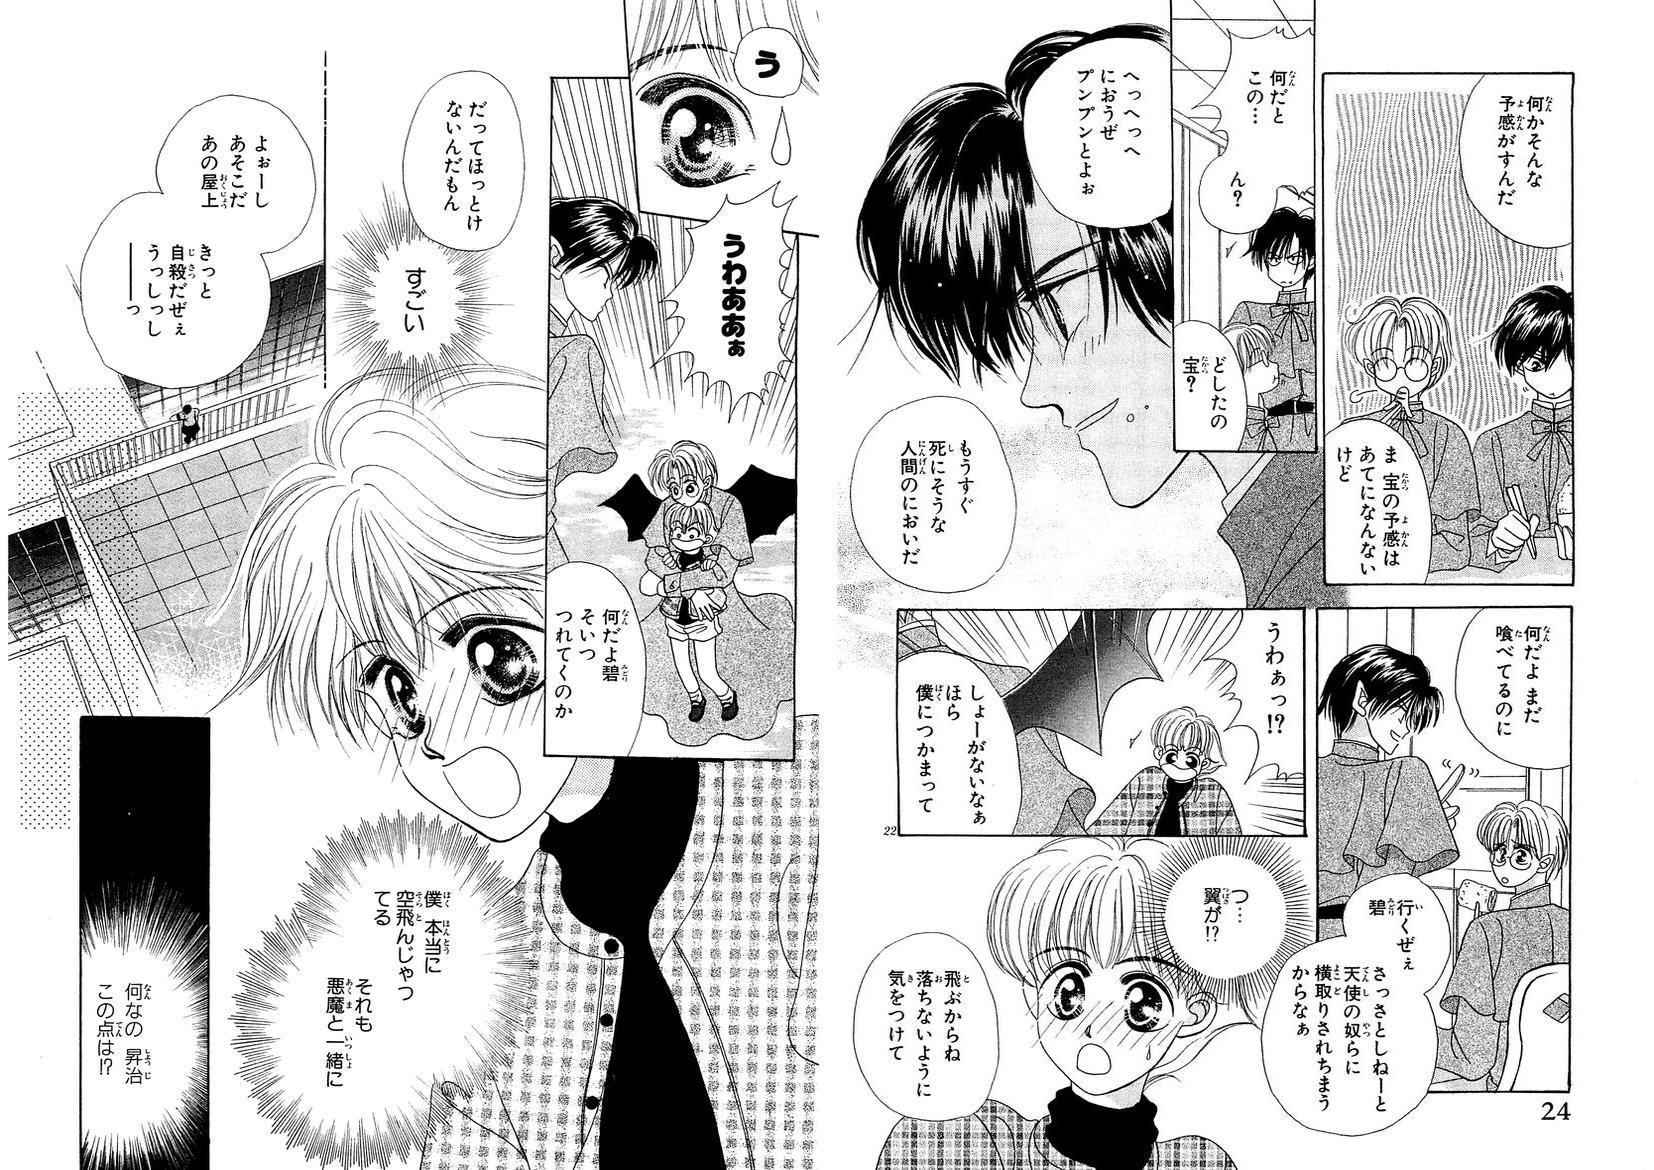 何かそんな
予感がすんだ
ま 宝の予感は
あてになんない
けど
何だと
この…
ん?
どしたの
宝?
へっへっへ
におうぜ
プンプンとよぉ
もうすぐ
死にそうな
人間のにおいだ
何だよ まだ
喰べてるのに
行くぜぇ
碧
さっさとしねーと
天使の奴らに
横取りされちまう
からなぁ
うわぁっ!?
しょーがないなぁ
ほら
僕につかまって
つ…
翼が!?
飛ぶからね
落ちないように
気をつけて
22
24
う
うわあああぁ
何だよ碧
そいつ
つれてくのか
だってほっとけ
ないんだもん
すごい
よぉーし
あそこだ
あの屋上
きっと
自殺だぜぇ
うっしっし
――っ
僕 本当に
空飛んじゃっ
てる
それも
悪魔と一緒に
何なの 昇治
この点は!?